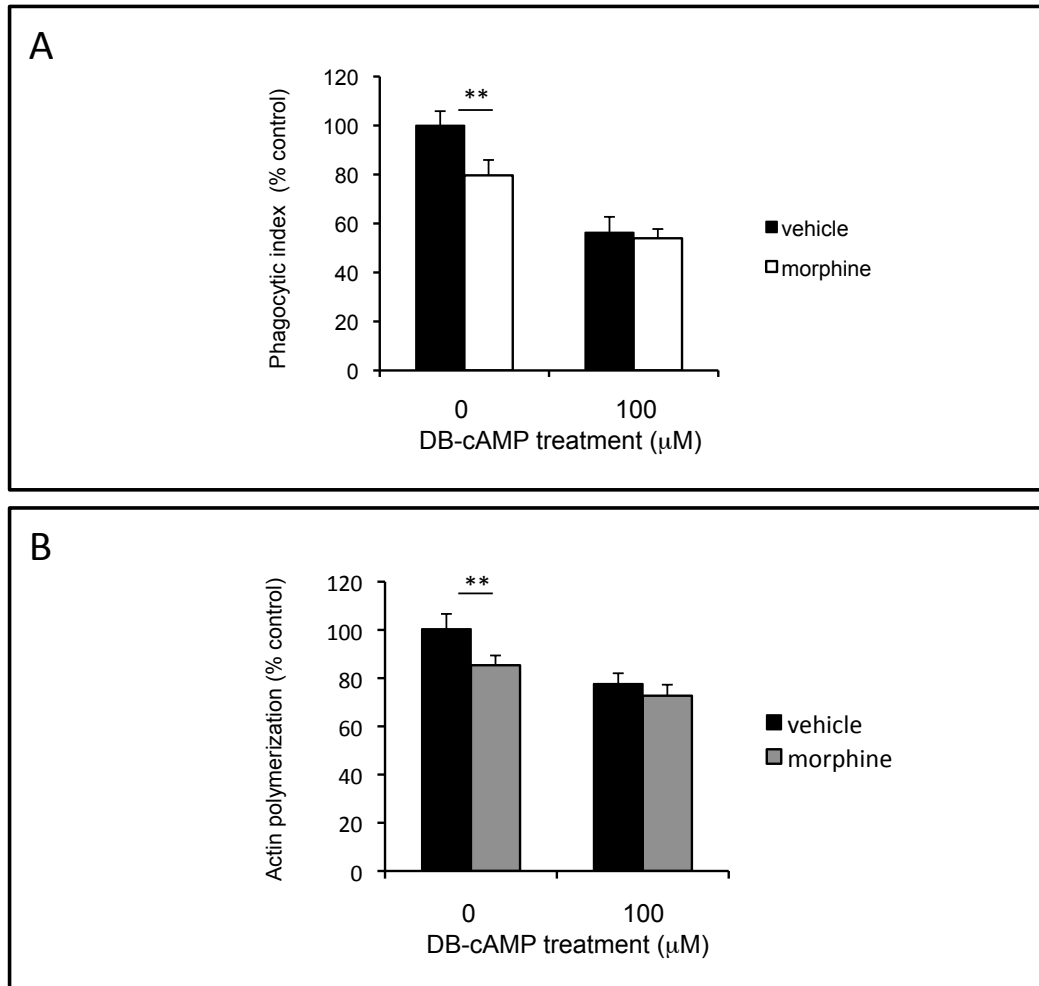 A
Phagocytic index (% control)
120
100
80
60
40
20
0
**
0
100
DB-cAMP treatment (μM)
vehicle
morphine
B
Actin polymerization (% control)
120
100
80
60
40
20
0
**
0
100
DB-cAMP treatment (μM)
vehicle
morphine